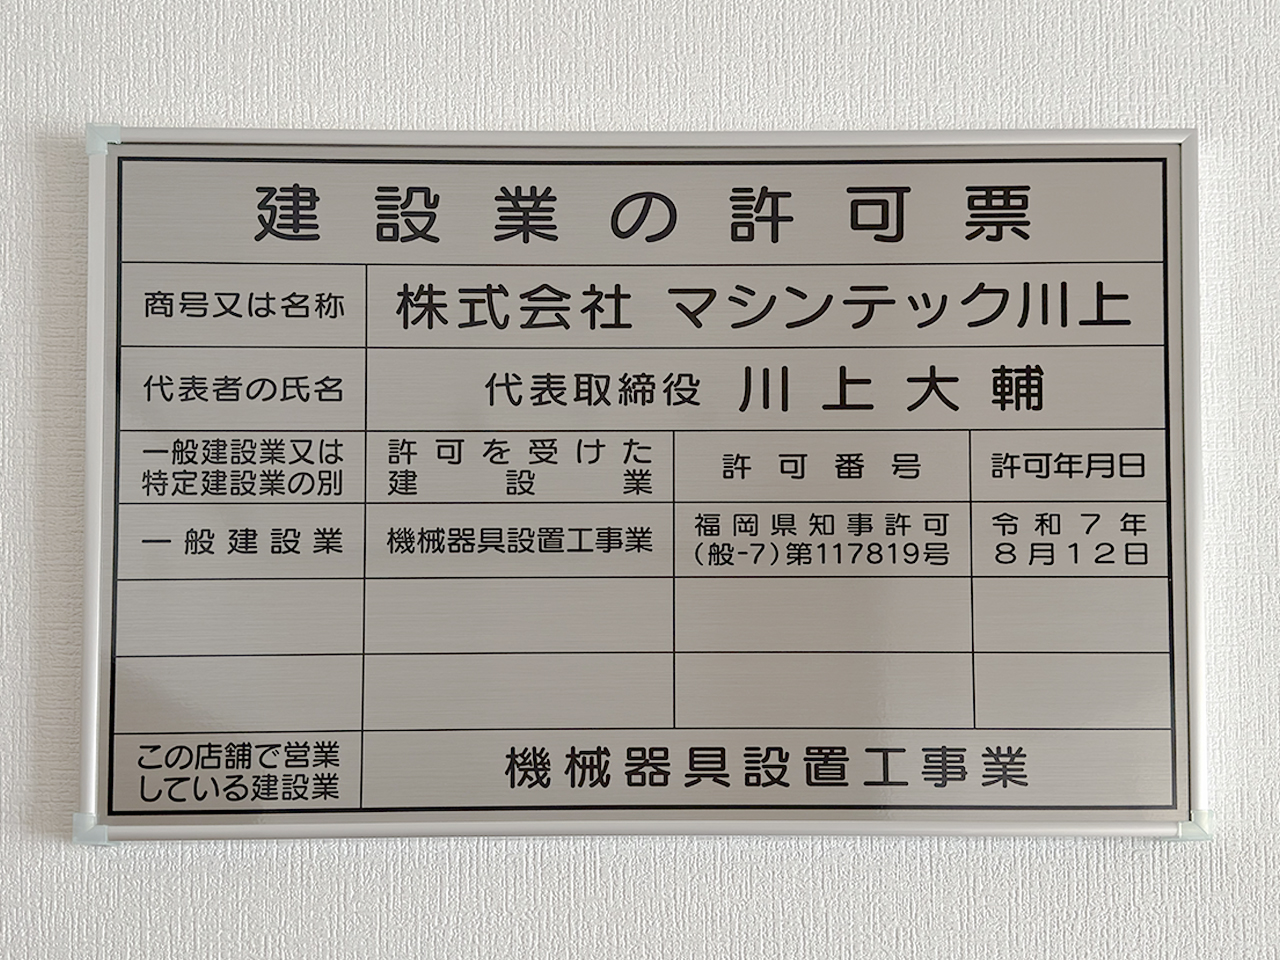 建設業の許可票
商号又は名称
株式会社 マシンテック川上
代表者の氏名
代表取締役 川上大輔
一般建設業又は
特定建設業の別
許可を受けた
建設業
許可番号
許可年月日
一般建設業
機械器具設置工事業
福岡県知事許可
(般-7)第117819号
令和7年
8月12日
この店舗で営業
している建設業
機械器具設置工事業